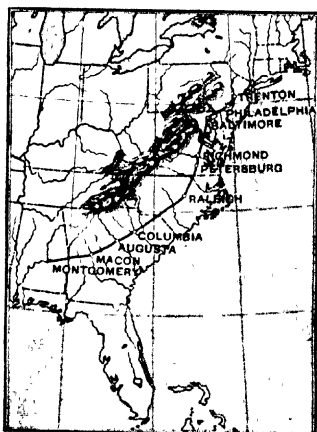 TRENTON
PHILADELPHIA
BALTIMORE
RICHMOND
PETERSBURG
RALEIGH
COLUMBIA
AUGUSTA
MACON
MONTGOMERY